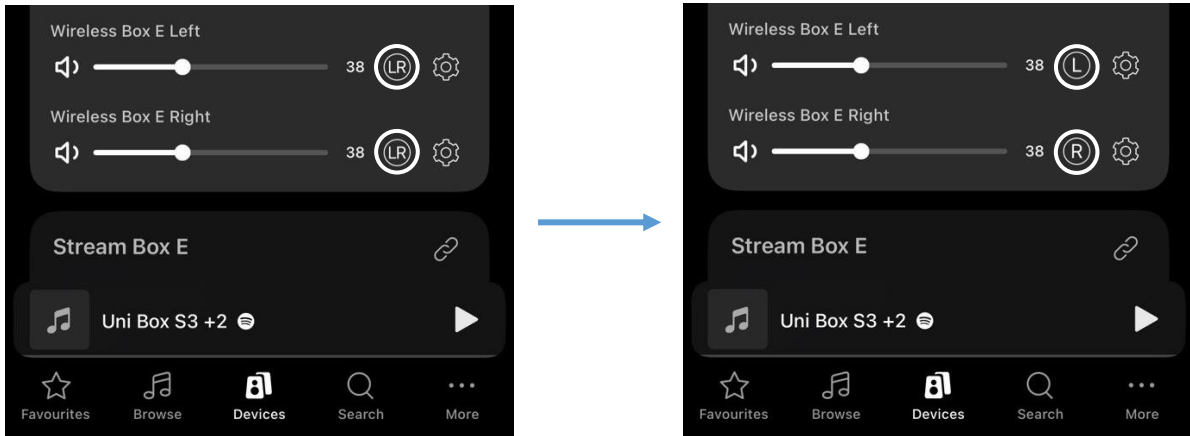 Wireless Box E Left
38 LR
Wireless Box E Right
38 LR
Stream Box E
Uni Box S3 +2
Favourites Browse Devices Search More
Wireless Box E Left
38 L
Wireless Box E Right
38 R
Stream Box E
Uni Box S3 +2
Favourites Browse Devices Search More